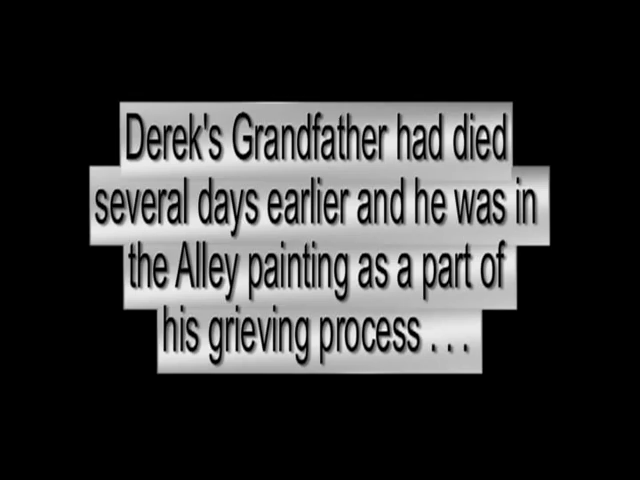 Derek's Grandfather had died
several days earlier and he was in
the Alley painting as a part of
his grieving process . . .